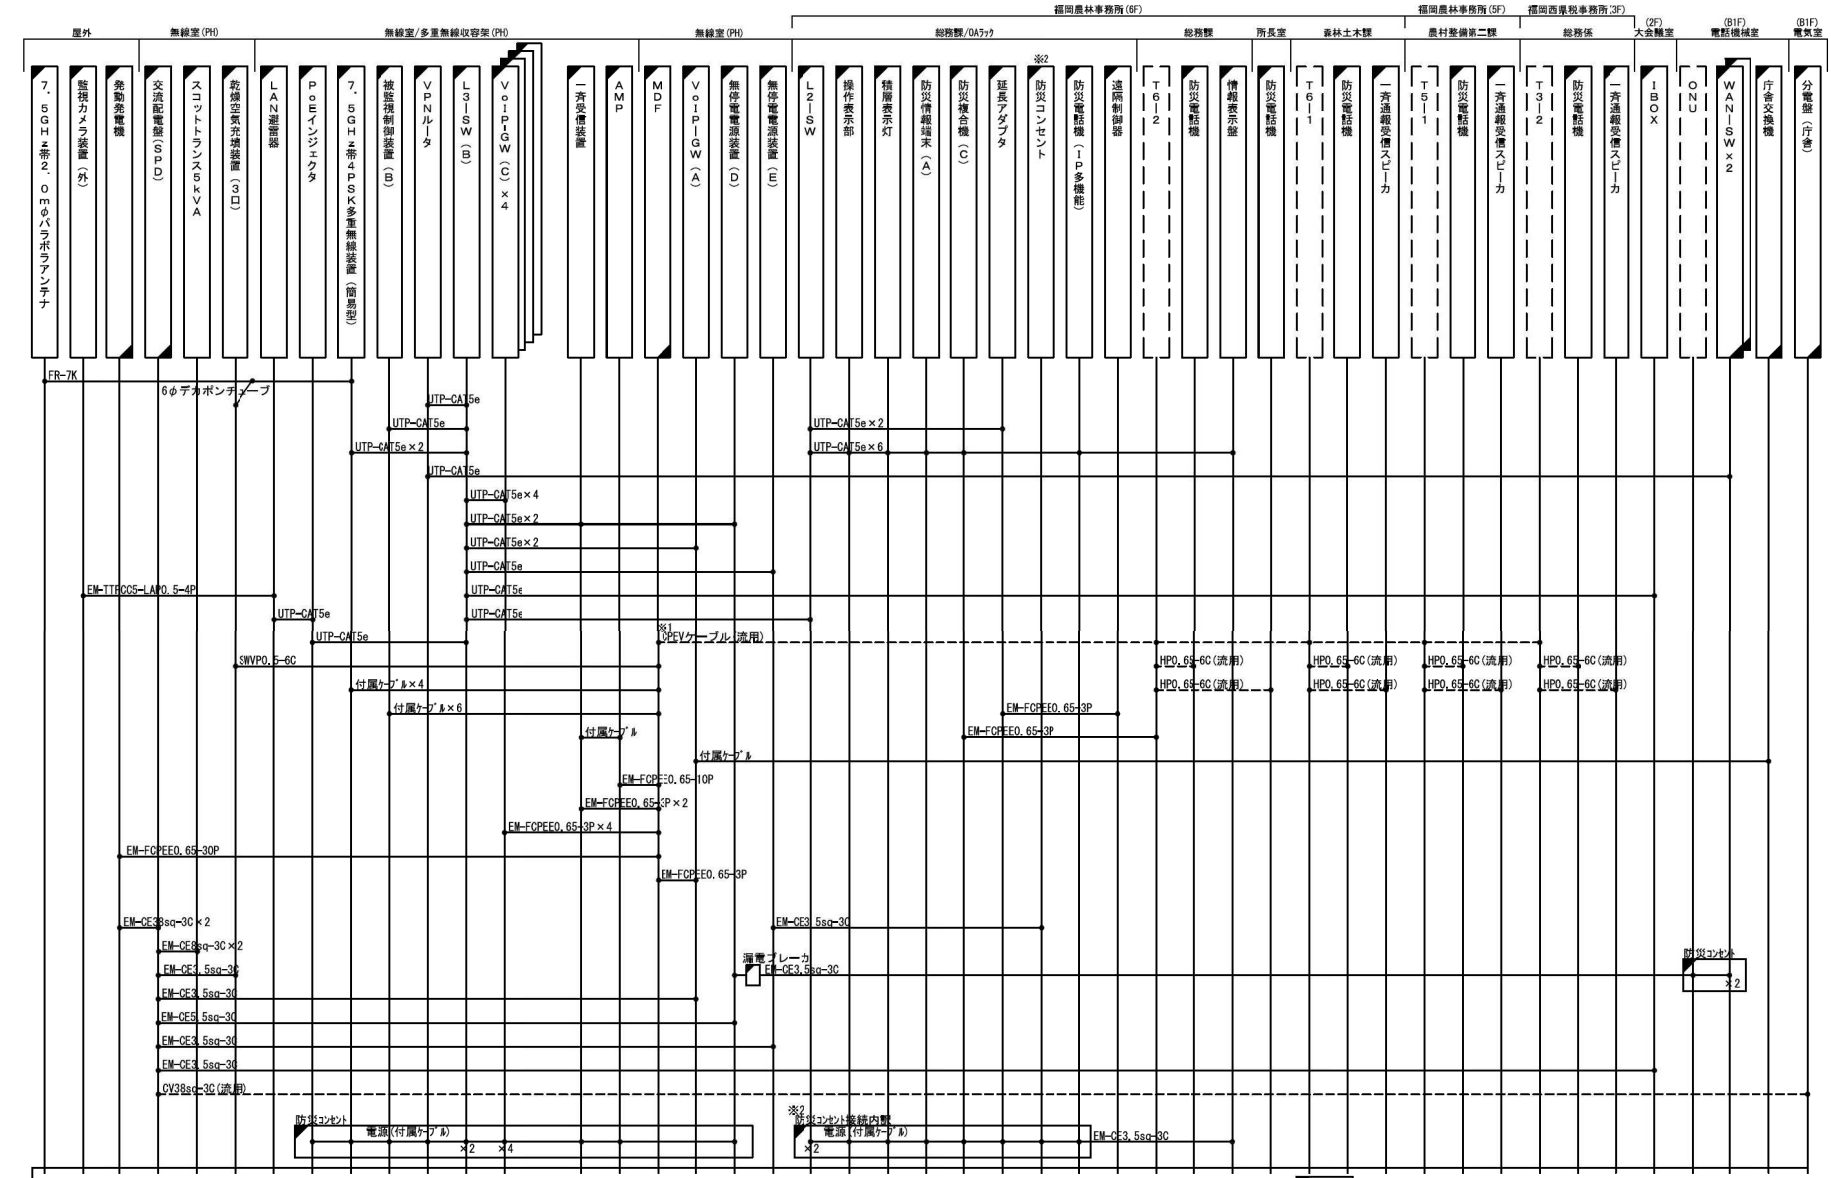 福岡農林事務所(6F)
福岡農林事務所(5F)
福岡西県税事務所(3F)
屋外
無線室(PH)
無線室/多重無線収容架(PH)
無線室(PH)
総務課/OAラック
総務課
所長室
森林土木課
農村整備第二課
総務係
(2F)
大会議室
(B1F)
電話機械室
(B1F)
電気室
※2
7.5GHz帯2.0mφパラボラアンテナ
監視カメラ装置(外)
発動発電機
交流配電盤(SPD)
スコットトランス5kVA
乾燥空気充填装置(3口)
LAN避雷器
PoEインジェクタ
7.5GHz帯4PSK多重無線装置(簡易型)
被監視制御装置(B)
VPNルータ
L3-SW(B)
VoIP-GW(C)×4
一斉受信装置
AMP
MDF
VoIP-GW(A)
無停電電源装置(D)
無停電電源装置(E)
L2-SW
操作表示部
積層表示灯
防災情報端末(A)
防災複合機(C)
延長アダプタ
防災コンセント
防災電話機(IP多機能)
遠隔制御器
T6-2
防災電話機
情報表示盤
防災電話機
T6-1
防災電話機
一斉通報受信スピーカ
T5-1
防災電話機
一斉通報受信スピーカ
T3-2
防災電話機
一斉通報受信スピーカ
IBOX
ONU
WAN-SW×2
庁舎交換機
分電盤(庁舎)
FR-7K
6φデカボンチューブ
UTP-CAT5e
UTP-CAT5e
UTP-CAT5e×2
UTP-CAT5e×2
UTP-CAT5e×6
UTP-CAT5e
UTP-CAT5e×4
UTP-CAT5e×2
UTP-CAT5e×2
UTP-CAT5e
EM-TTPCC5-LAP0.5-4P
UTP-CAT5e
UTP-CAT5e
UTP-CAT5e
※1
UTP-CAT5e
CPEVケーブル(流用)
SWVP0.5-6C
HP0.65-6C(流用)
HP0.65-6C(流用)
HP0.65-6C(流用)
HP0.65-6C(流用)
付属ケーブル×4
HP0.65-6C(流用)
HP0.65-6C(流用)
HP0.65-6C(流用)
HP0.65-6C(流用)
付属ケーブル×6
EM-FCPEE0.65-3P
付属ケーブル
EM-FCPEE0.65-3P
付属ケーブル
EM-FCPEE0.65-10P
EM-FCPEE0.65-3P×2
EM-FCPEE0.65-3P×4
EM-FCPEE0.65-30P
EM-FCPEE0.65-3P
EM-CE38sq-3C×2
EM-CE3.5sq-3C
EM-CE8sq-3C×2
漏電ブレーカ
防災コンセント
EM-CE3.5sq-3C
EM-CE3.5sq-3C
×2
EM-CE3.5sq-3C
EM-CE5.5sq-3C
EM-CE3.5sq-3C
EM-CE3.5sq-3C
CV38sq-3C(流用)
※2
防災コンセント
防災コンセント接続内訳
電源(付属ケーブル)
電源(付属ケーブル)
EM-CE3.5sq-3C
×2
×4
×2